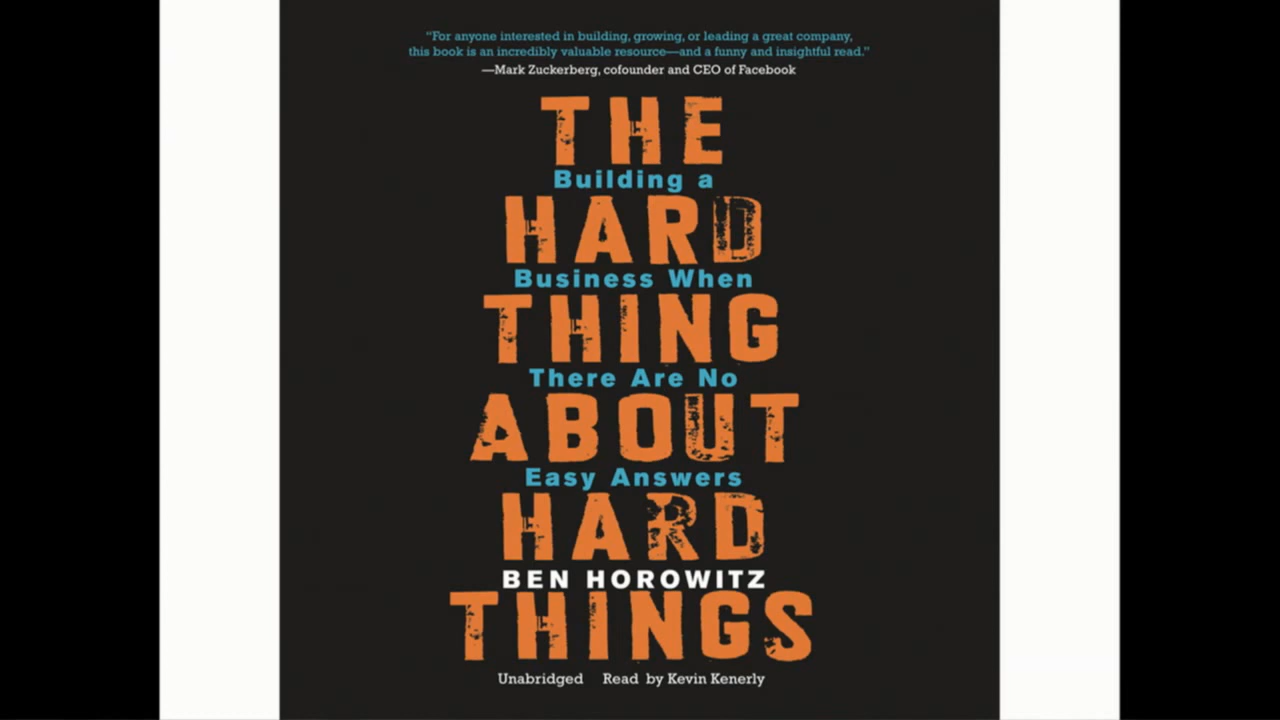 “For anyone interested in building, growing, or leading a great company,
this book is an incredibly valuable resource—and a funny and insightful read.”
—Mark Zuckerberg, cofounder and CEO of Facebook
THE
Building a
HARD
Business When
THING
There Are No
ABOUT
Easy Answers
HARD
BEN HOROWITZ
THINGS
Unabridged Read by Kevin Kenerly